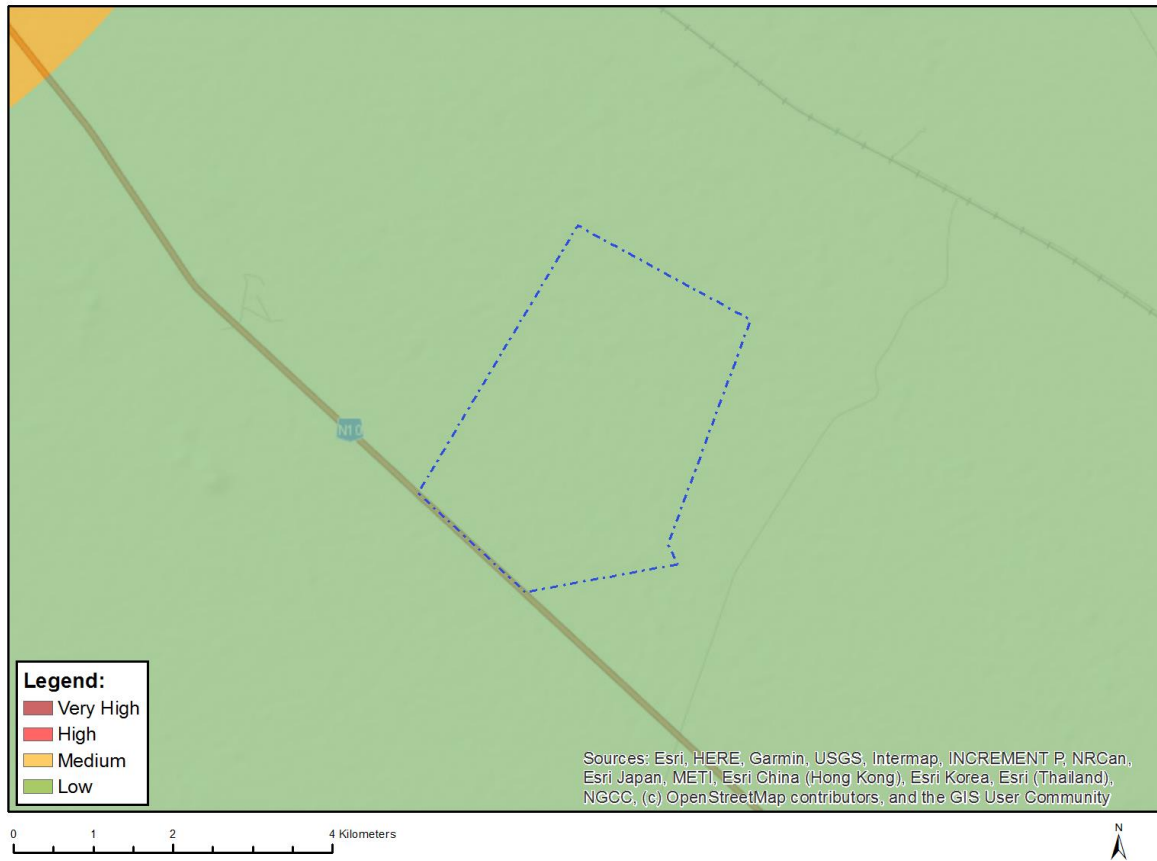 N10
Legend:
Very High
High
Medium
Low
Sources: Esri, HERE, Garmin, USGS, Intermap, INCREMENT P, NRCan,
Esri Japan, METI, Esri China (Hong Kong), Esri Korea, Esri (Thailand),
NGCC, (c) OpenStreetMap contributors, and the GIS User Community
0 1 2 4 Kilometers
N